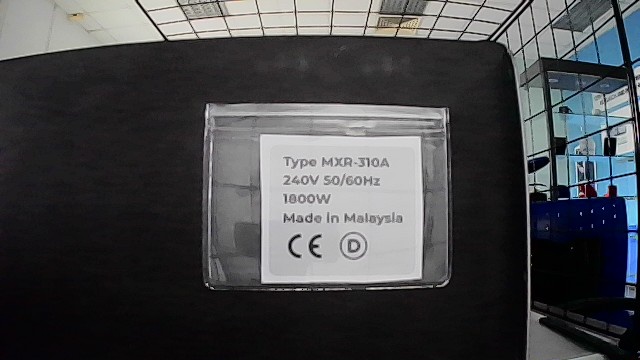 Type MXR-310A
240V 50/60Hz
1800W
Made in Malaysia
CE D